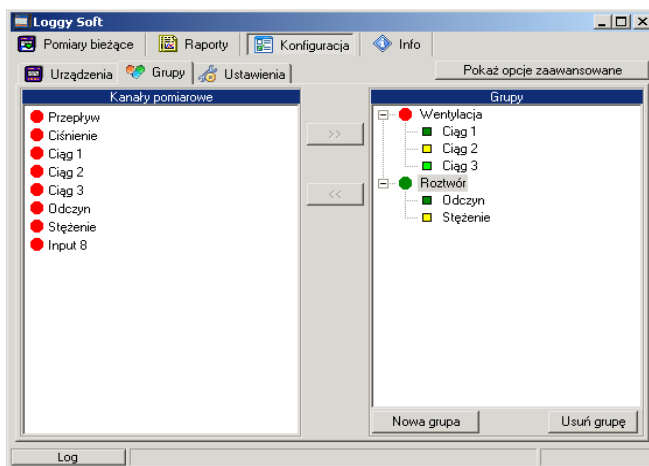 Loggy Soft
Pomiary bieżące Raporty Konfiguracja Info
Urządzenia Grupy Ustawienia Pokaż opcje zaawansowane
Kanały pomiarowe
Przepływ
Ciśnienie
Ciąg 1
Ciąg 2
Ciąg 3
Odczyn
Stężenie
Input 8
>>
<<
Grupy
Wentylacja
Ciąg 1
Ciąg 2
Ciąg 3
Roztwór
Odczyn
Stężenie
Nowa grupa Usuń grupę
Log